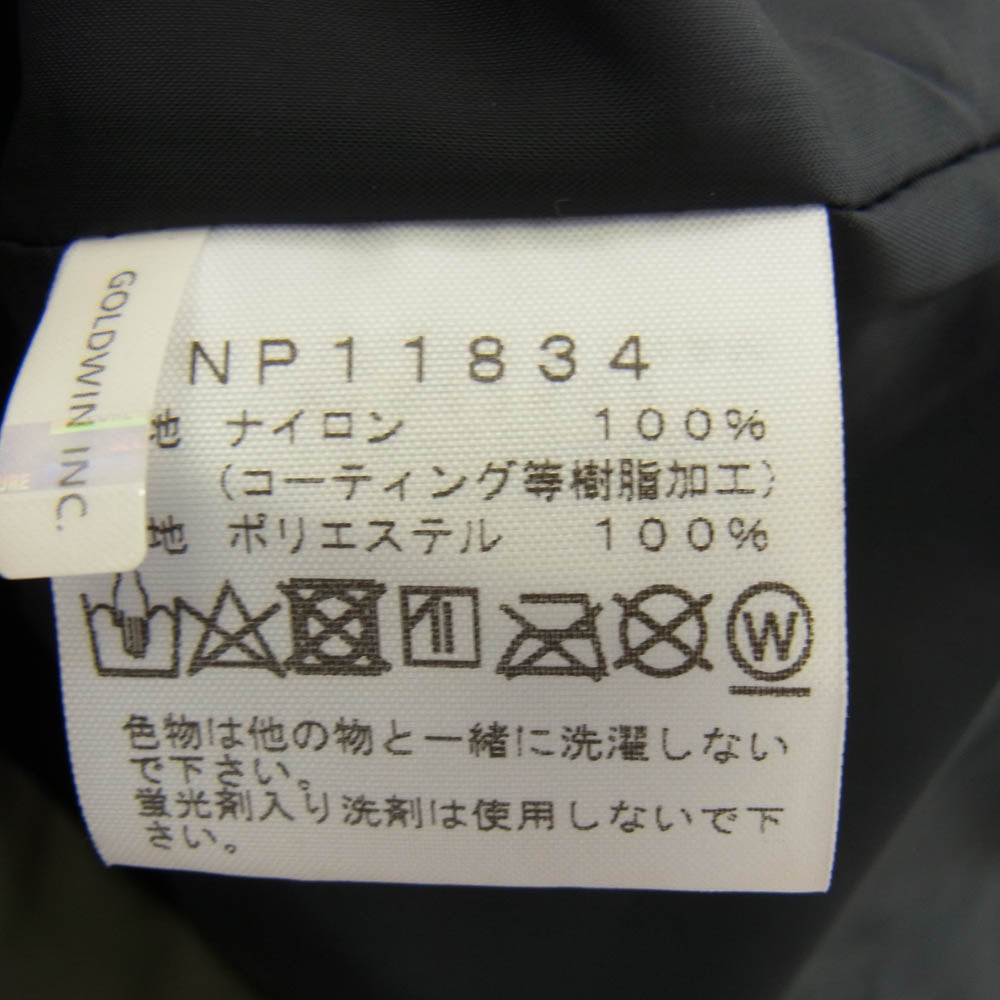 GOLDWIN INC.
NP11834
地 ナイロン 100%
(コーティング等樹脂加工)
地 ポリエステル 100%
W
色物は他の物と一緒に洗濯しない
で下さい。
蛍光剤入り洗剤は使用しないで下
さい。